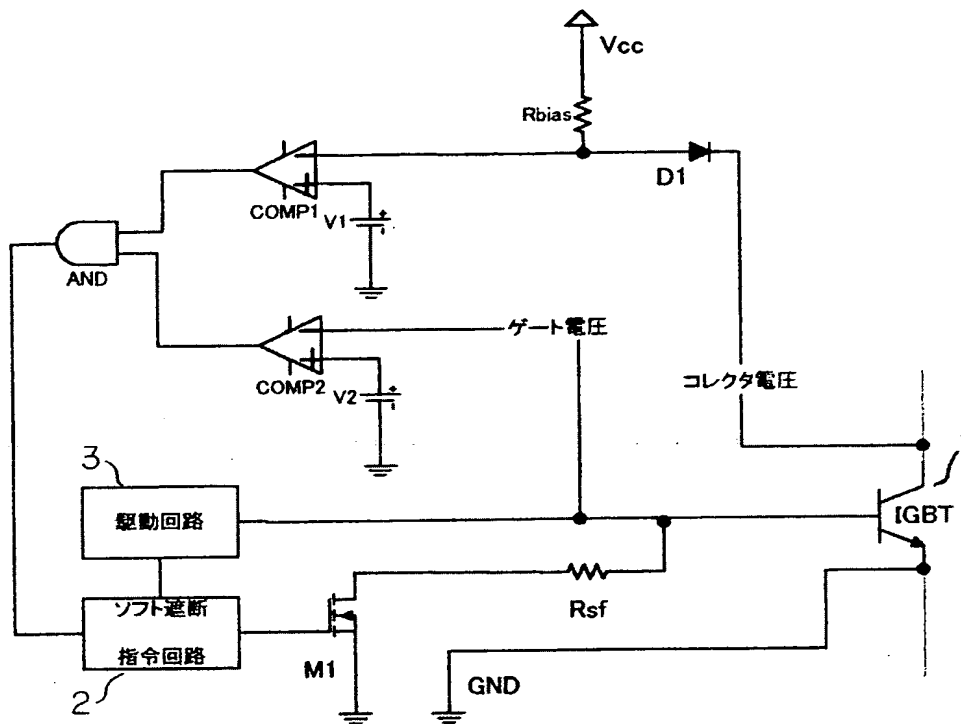 Vcc
Rbias
D1
COMP1
V1
AND
ゲート電圧
COMP2
V2
コレクタ電圧
3
駆動回路
IGBT
ソフト遮断
指令回路
Rsf
M1
GND
2